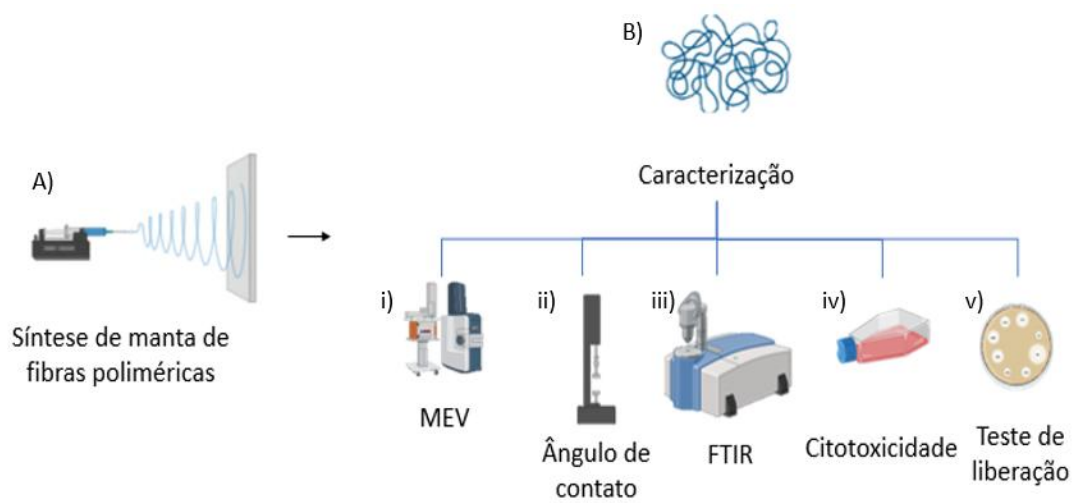 B)
Caracterização
A)
Síntese de manta de
fibras poliméricas
i)
MEV
ii)
Ângulo de
contato
iii)
FTIR
iv)
Citotoxicidade
v)
Teste de
liberação